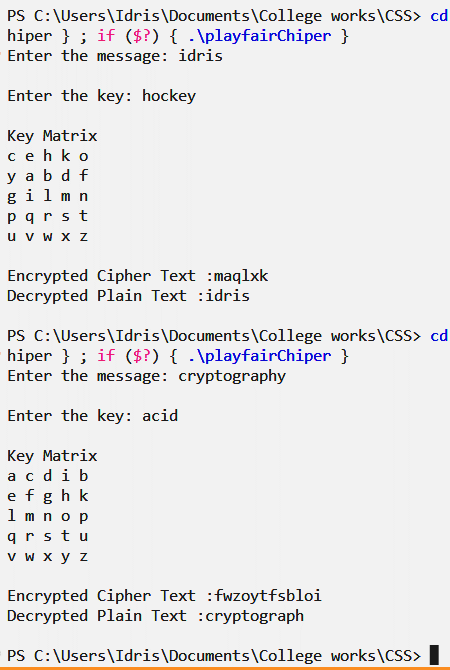 PS C:\Users\Idris\Documents\College works\CSS> cd
hiper } ; if ($?) { .\playfairChiper }
Enter the message: idris
Enter the key: hockey
Key Matrix
c e h k o
y a b d f
g i l m n
p q r s t
u v w x z
Encrypted Cipher Text :maqlxk
Decrypted Plain Text :idris
PS C:\Users\Idris\Documents\College works\CSS> cd
hiper } ; if ($?) { .\playfairChiper }
Enter the message: cryptography
Enter the key: acid
Key Matrix
a c d i b
e f g h k
l m n o p
q r s t u
v w x y z
Encrypted Cipher Text :fwzoytfsbloi
Decrypted Plain Text :cryptograph
PS C:\Users\Idris\Documents\College works\CSS>